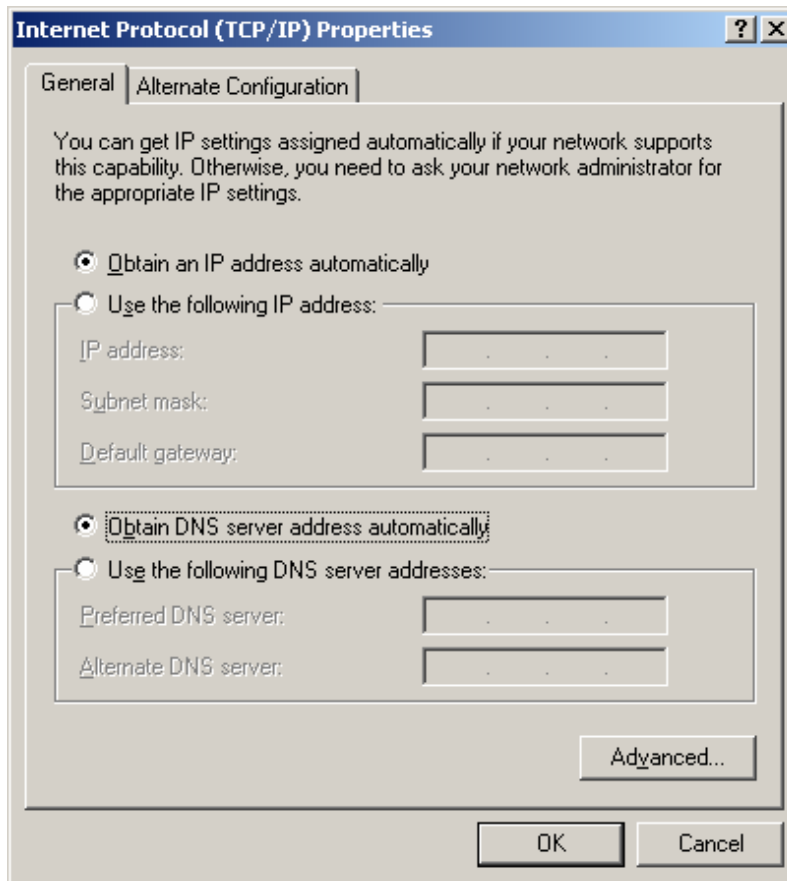 Internet Protocol (TCP/IP) Properties
General
Alternate Configuration
You can get IP settings assigned automatically if your network supports
this capability. Otherwise, you need to ask your network administrator for
the appropriate IP settings.
Obtain an IP address automatically
Use the following IP address:
IP address:
Subnet mask:
Default gateway:
Obtain DNS server address automatically
Use the following DNS server addresses:
Preferred DNS server:
Alternate DNS server:
Advanced...
OK
Cancel